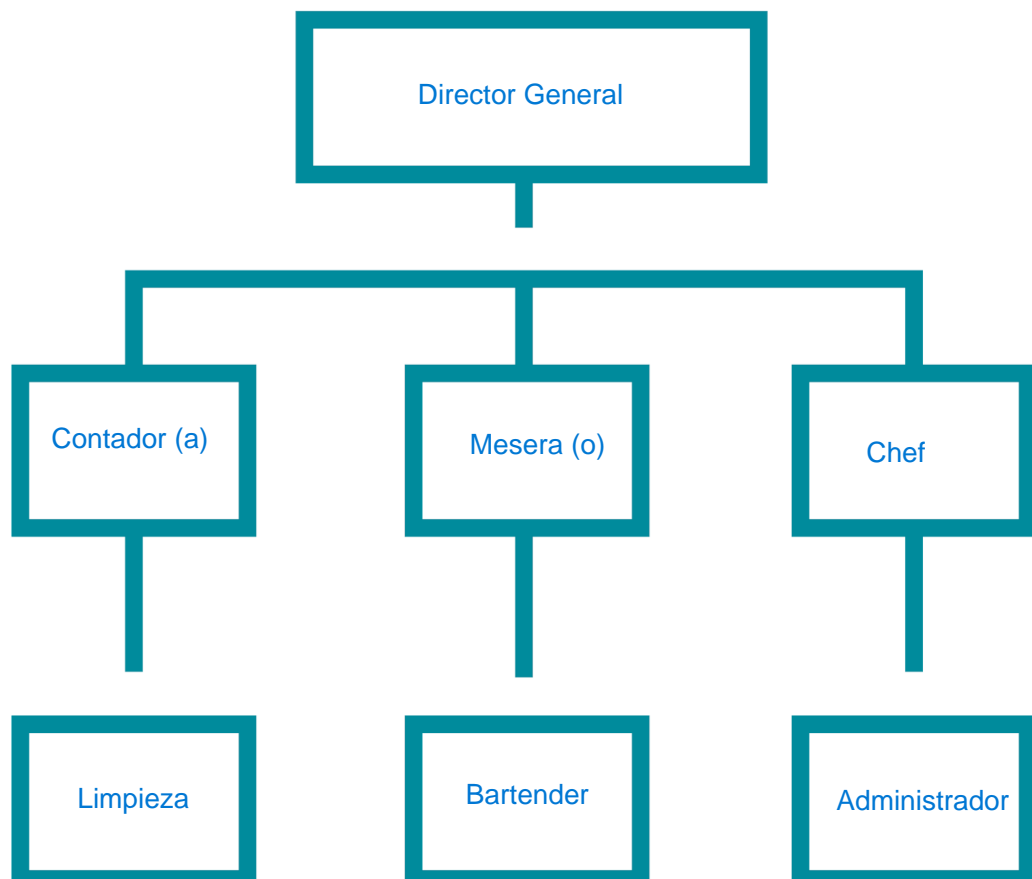 Director General
Contador (a)
Mesera (o)
Chef
Limpieza
Bartender
Administrador